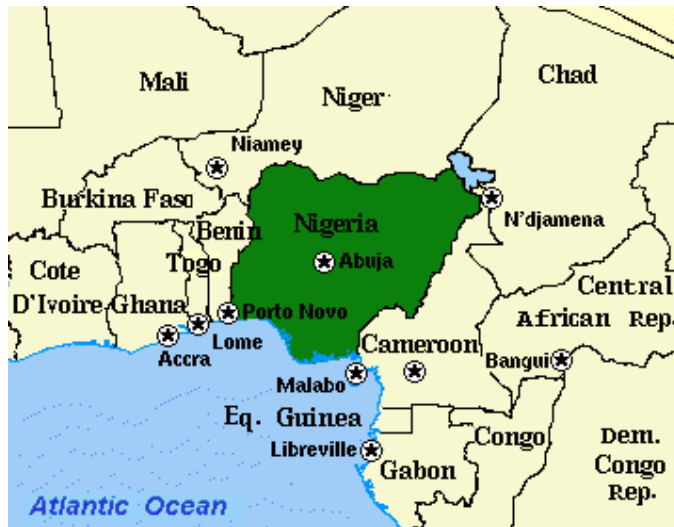 Mali
Niger
Chad
Niamey
Burkina Faso
N'djamena
Nigeria
Benin
Abuja
Togo
Cote
D'Ivoire
Ghana
Central
African Rep.
Porto Novo
Lome
Accra
Cameroon
Bangui
Malabo
Eq. Guinea
Congo
Libreville
Gabon
Dem.
Congo
Rep.
Atlantic Ocean